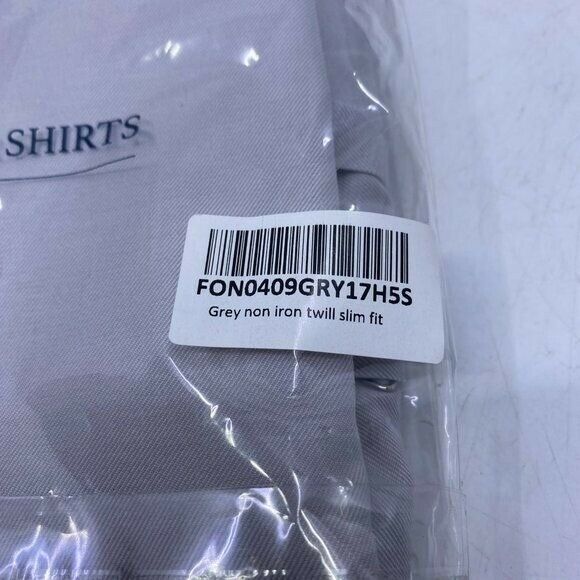 SHIRTS
FON0409GRY17H5S
Grey non iron twill slim fit